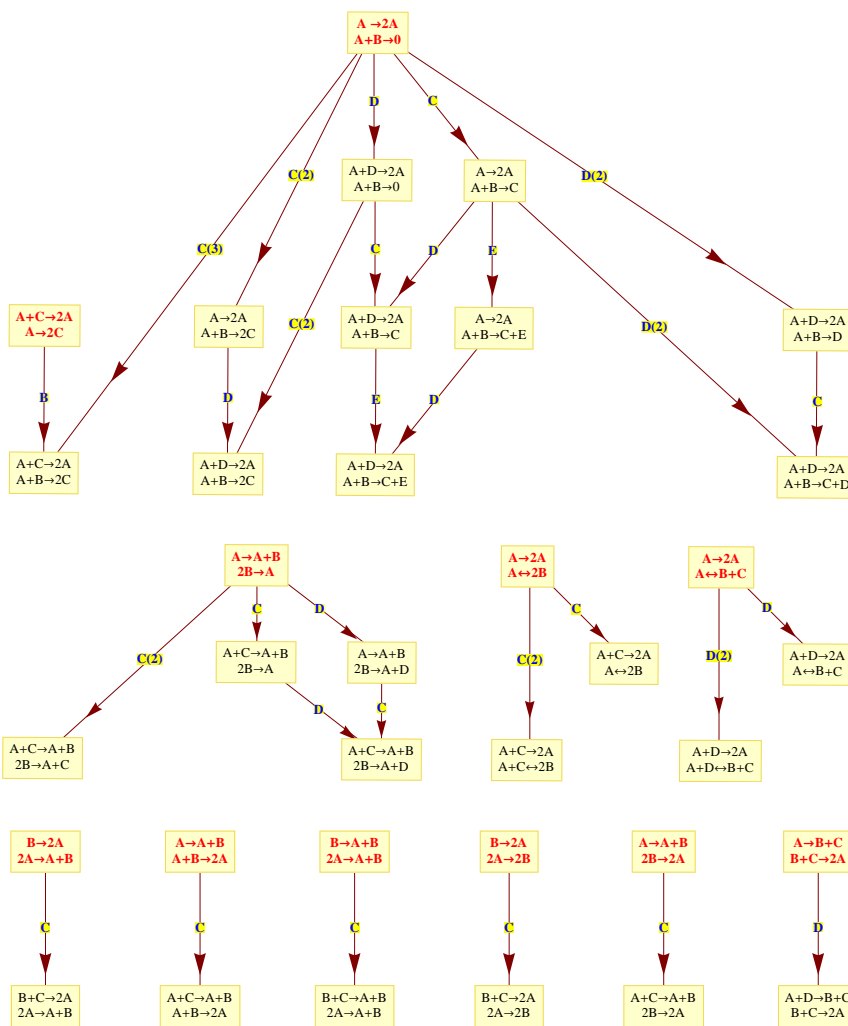 A→2A
A+B→0
D
C
C(2)
D(2)
C(3)
A+D→2A
A+B→0
A→2A
A+B→C
C
D
E
A+C→2A
A→2C
A→2A
A+B→2C
C(2)
A+D→2A
A+B→C
A→2A
A+B→C+E
D(2)
A+D→2A
A+B→D
B
D
E
D
C
A+C→2A
A+B→2C
A+D→2A
A+B→2C
A+D→2A
A+B→C+E
A+D→2A
A+B→C+D
A→A+B
2B→A
A→2A
A↔2B
A→2A
A↔B+C
C(2)
C
D
C
C(2)
D
D(2)
A+C→A+B
2B→A
A→A+B
2B→A+D
A+C→2A
A↔2B
A+D→2A
A↔B+C
D
C
A+C→A+B
2B→A+C
A+C→A+B
2B→A+D
A+C→2A
A+C↔2B
A+D→2A
A+D↔B+C
B→2A
2A→A+B
A→A+B
A+B→2A
B→A+B
2A→A+B
B→2A
2A→2B
A→A+B
2B→2A
A→B+C
B+C→2A
C
C
C
C
C
D
B+C→2A
2A→A+B
A+C→A+B
A+B→2A
B+C→A+B
2A→A+B
B+C→2A
2A→2B
A+C→A+B
2B→2A
A+D→B+C
B+C→2A